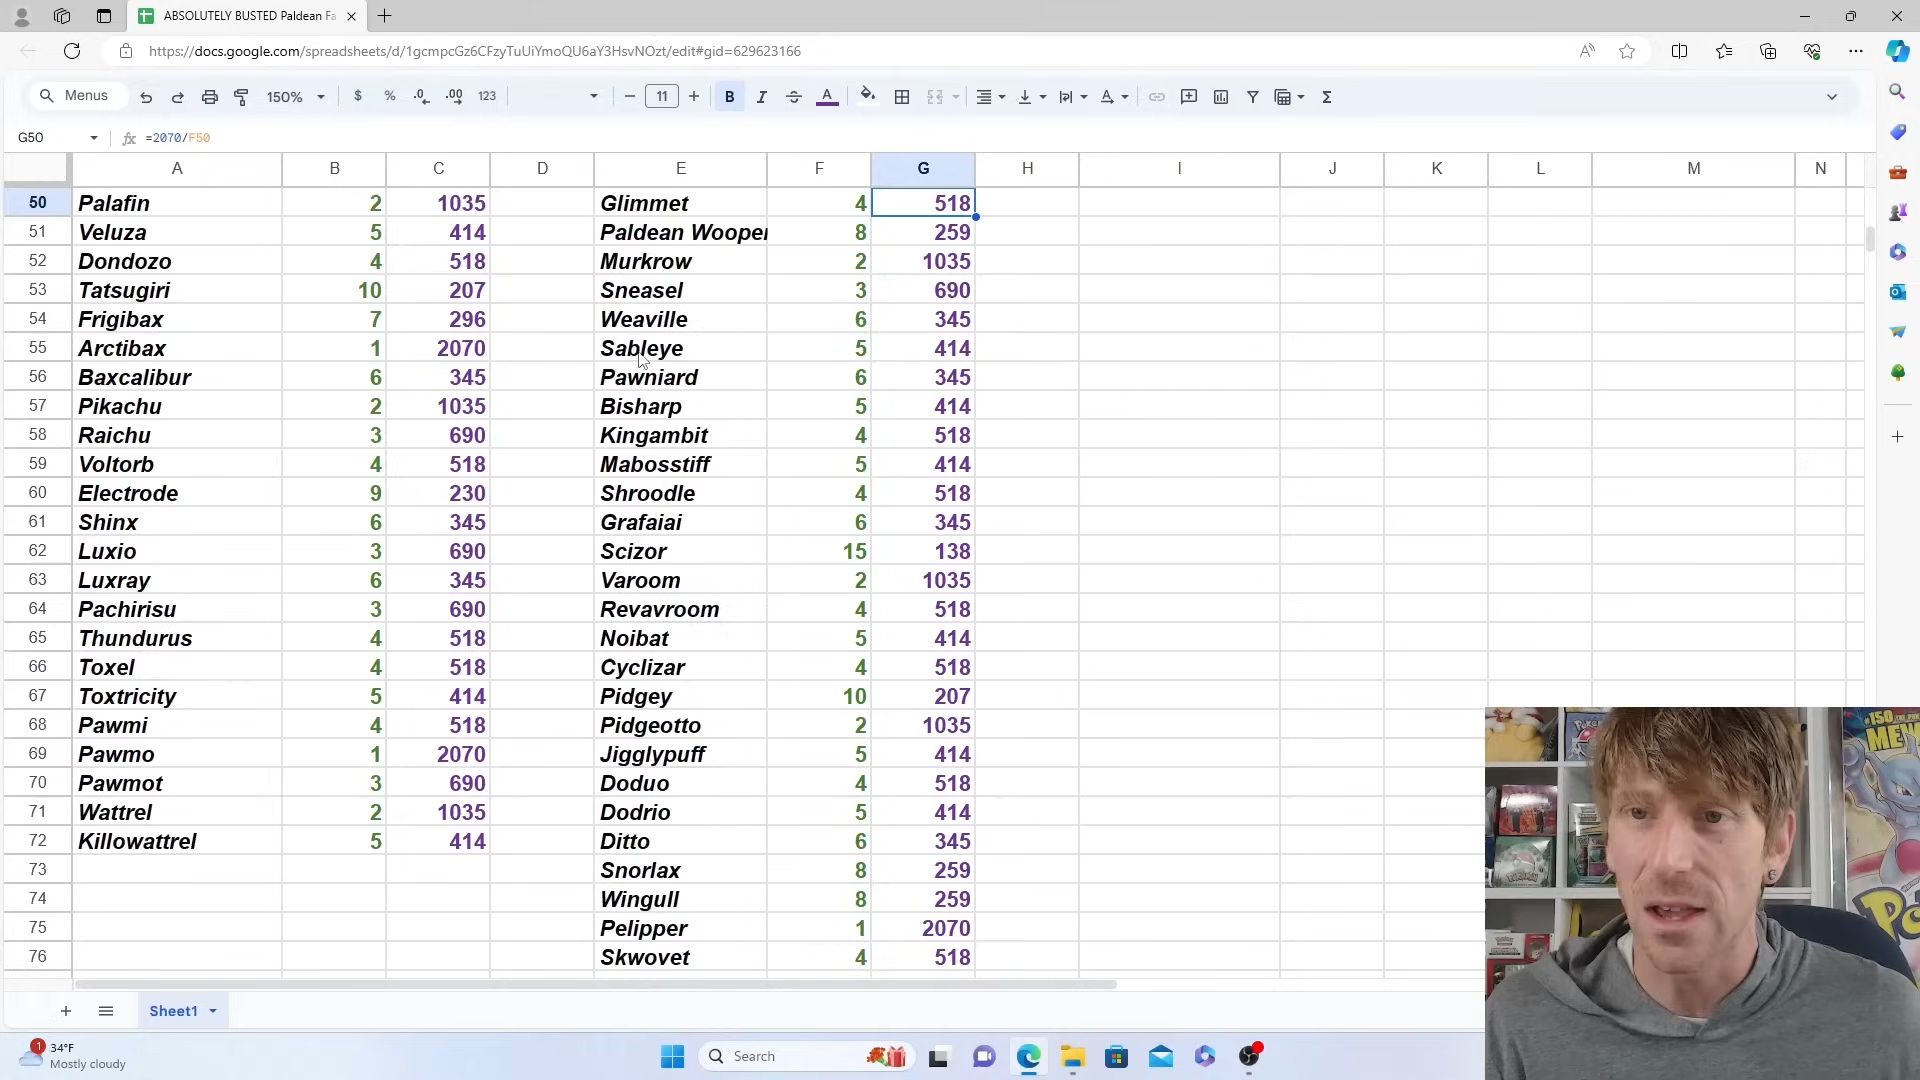 ABSOLUTELY BUSTED Paldean Fa
https://docs.google.com/spreadsheets/d/1gcmpcGz6CFzyTuUiYmoQU6aY3HsvNOzt/edit#gid=629623166
Menus 150% $ % .0 .00 123 11 B I A
G50 fx =2070/F50
A B C D E F G H I J K L M N
50 Palafin 2 1035 Glimmet 4 518
51 Veluza 5 414 Paldean Wooper 8 259
52 Dondozo 4 518 Murkrow 2 1035
53 Tatsugiri 10 207 Sneasel 3 690
54 Frigibax 7 296 Weaville 6 345
55 Arctibax 1 2070 Sableye 5 414
56 Baxcalibur 6 345 Pawniard 6 345
57 Pikachu 2 1035 Bisharp 5 414
58 Raichu 3 690 Kingambit 4 518
59 Voltorb 4 518 Mabosstiff 5 414
60 Electrode 9 230 Shroodle 4 518
61 Shinx 6 345 Grafaiai 6 345
62 Luxio 3 690 Scizor 15 138
63 Luxray 6 345 Varoom 2 1035
64 Pachirisu 3 690 Revavroom 4 518
65 Thundurus 4 518 Noibat 5 414
66 Toxel 4 518 Cyclizar 4 518
67 Toxtricity 5 414 Pidgey 10 207
68 Pawmi 4 518 Pidgeotto 2 1035
69 Pawmo 1 2070 Jigglypuff 5 414
70 Pawmot 3 690 Doduo 4 518
71 Wattrel 2 1035 Dodrio 5 414
72 Killowattrel 5 414 Ditto 6 345
73 Snorlax 8 259
74 Wingull 8 259
75 Pelipper 1 2070
76 Skwovet 4 518
#150 
Sheet1
1 34°F
Mostly cloudy
Search